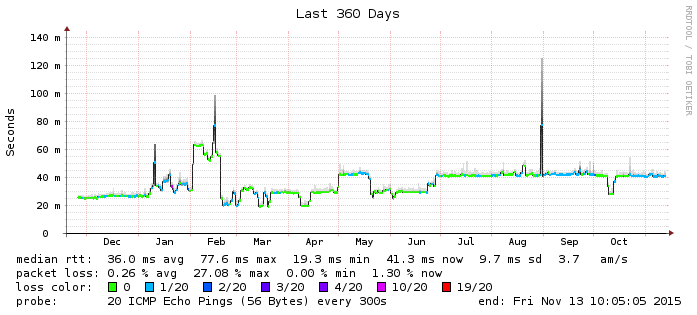 Last 360 Days
RRDTOOL / TOBI OETIKER
Seconds
140 m
120 m
100 m
80 m
60 m
40 m
20 m
0
Dec Jan Feb Mar Apr May Jun Jul Aug Sep Oct
median rtt: 36.0 ms avg 77.6 ms max 19.3 ms min 41.3 ms now 9.7 ms sd 3.7 am/s
packet loss: 0.26 % avg 27.08 % max 0.00 % min 1.30 % now
loss color: 0 1/20 2/20 3/20 4/20 10/20 19/20
probe: 20 ICMP Echo Pings (56 Bytes) every 300s end: Fri Nov 13 10:05:05 2015